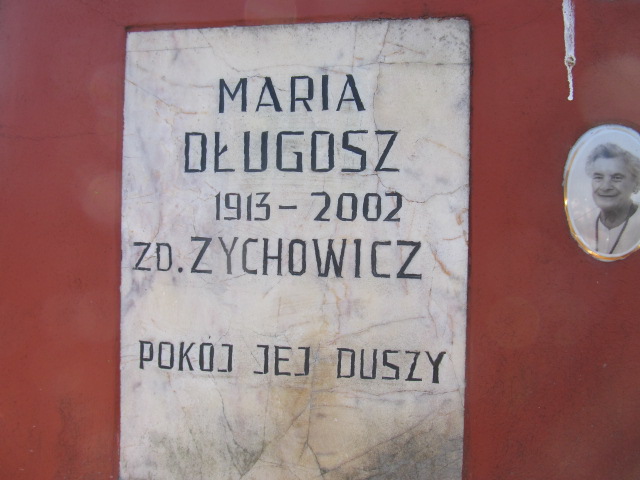 MARIA
DŁUGOSZ
1913 - 2002
ZD. ZYCHOWICZ
POKÓJ JEJ DUSZY